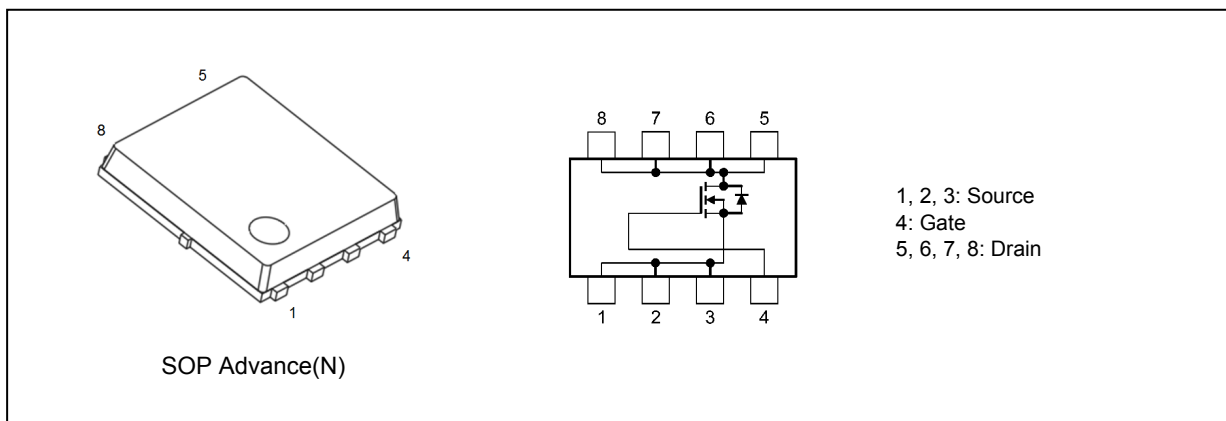 5
8
4
1
SOP Advance(N)
8 7 6 5
1 2 3 4
1, 2, 3: Source
4: Gate
5, 6, 7, 8: Drain